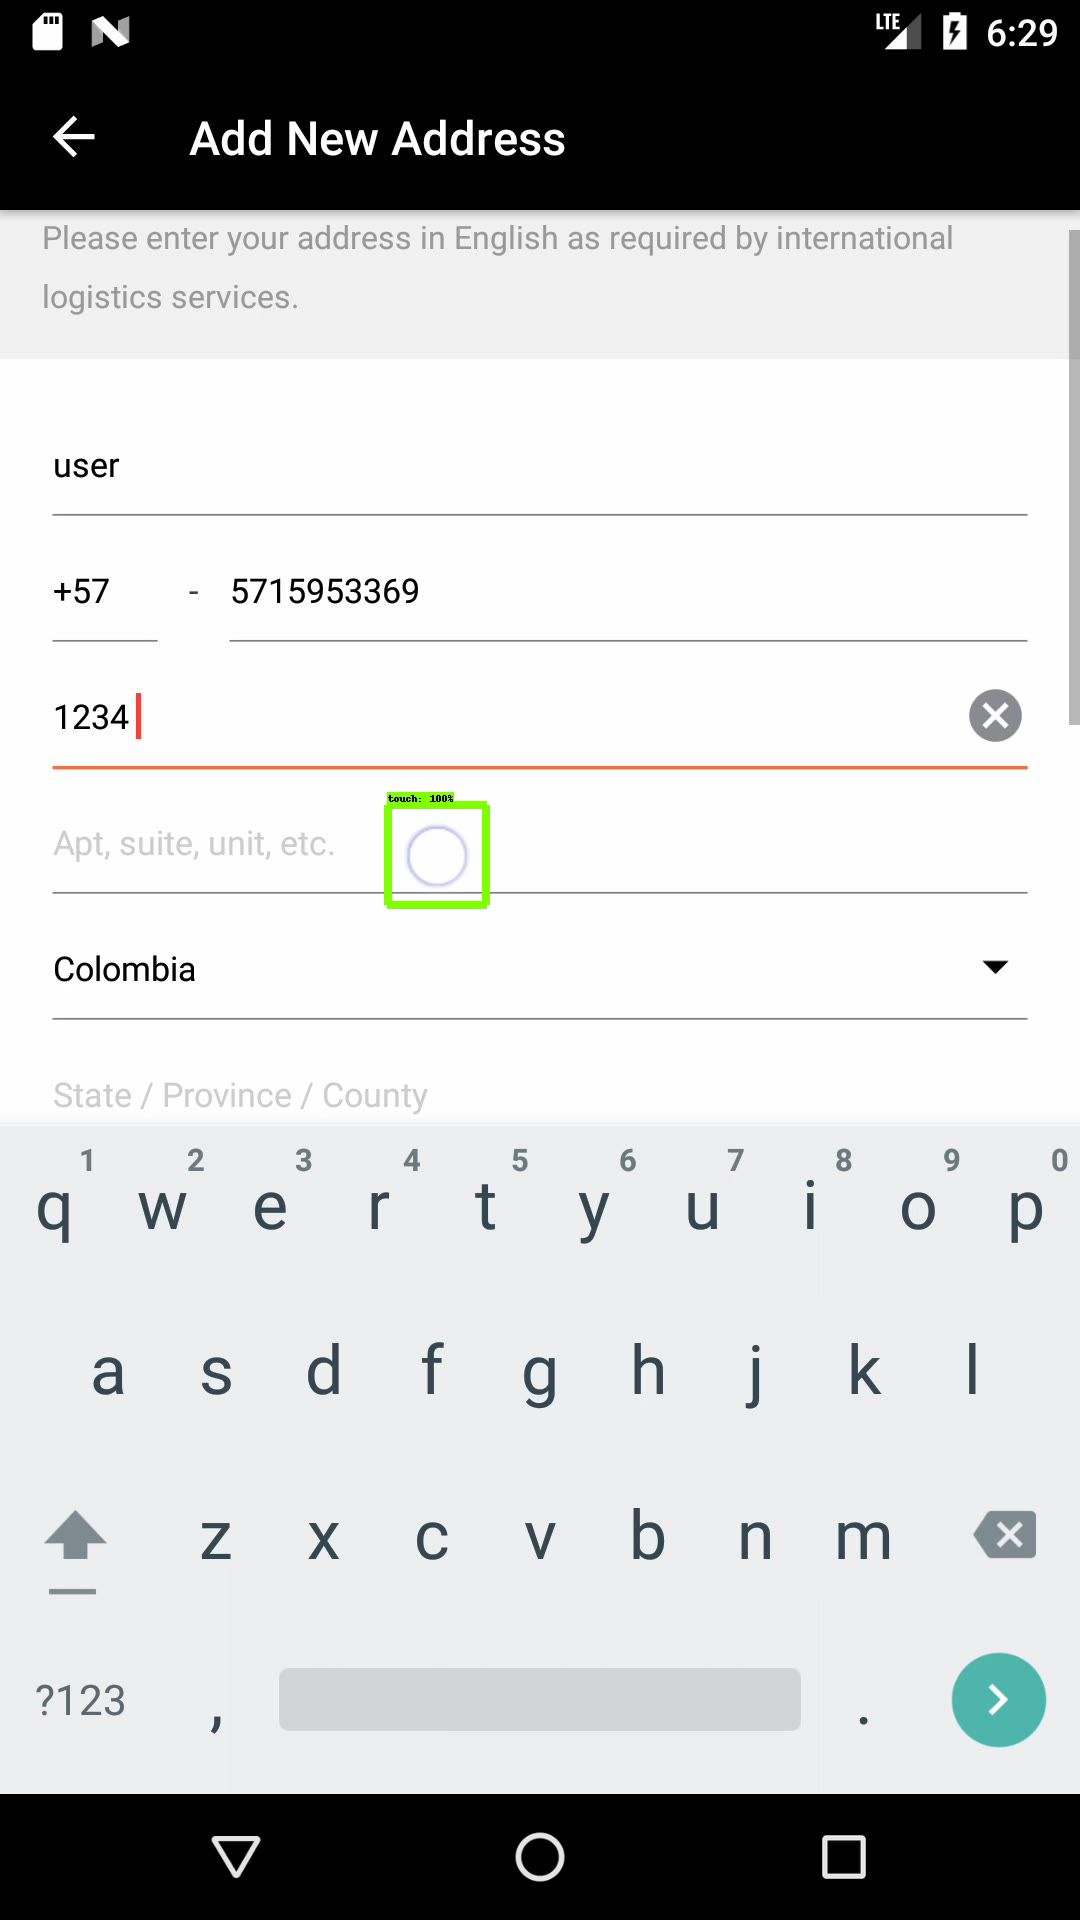 LTE 6:29
Add New Address
Please enter your address in English as required by international
logistics services.
user
+57 - 5715953369
1234
touch: 100%
Apt, suite, unit, etc.
Colombia
State / Province / County
1 2 3 4 5 6 7 8 9 0
q w e r t y u i o p
a s d f g h j k l
z x c v b n m
?123 , .